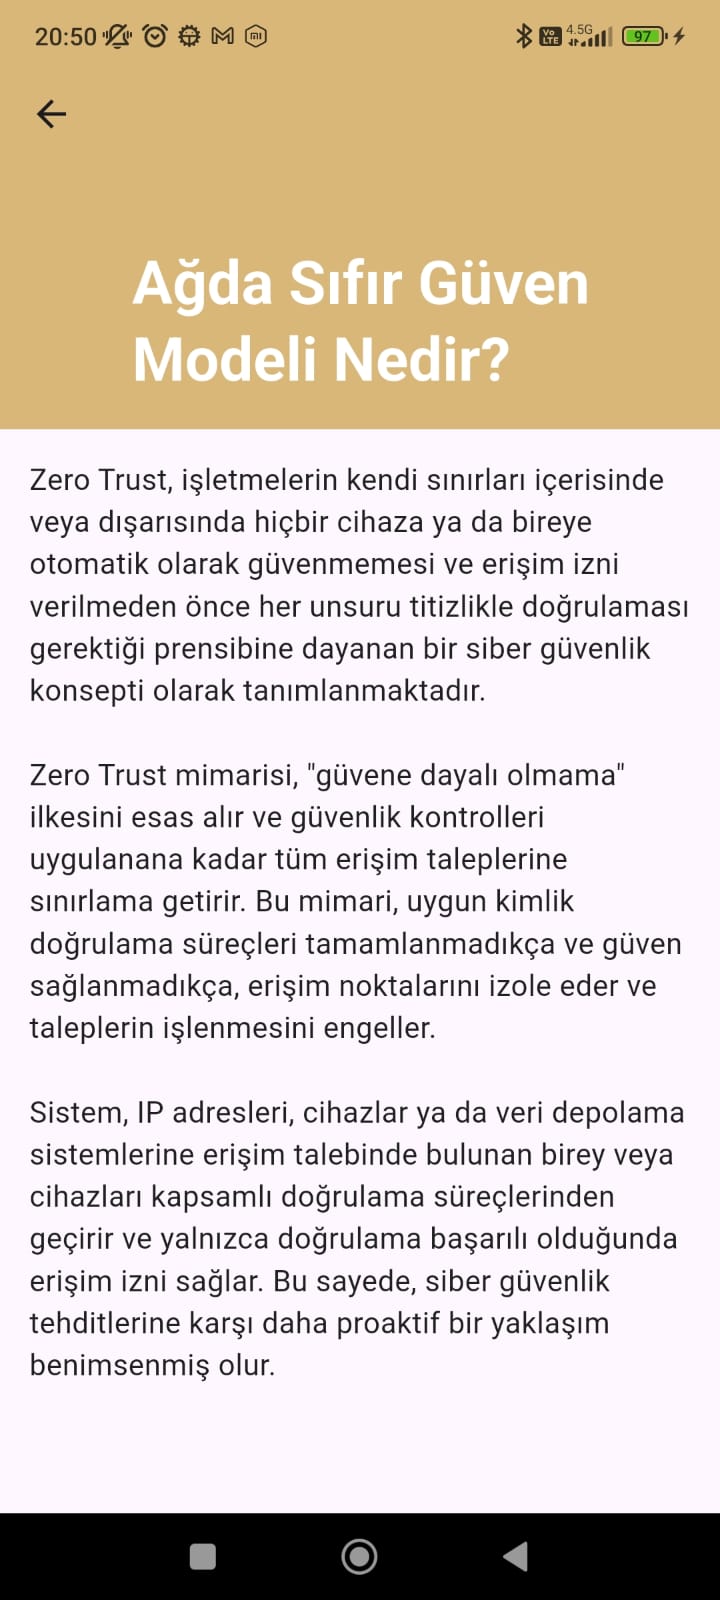 20:50
Vo
LTE
4.5G
97
Ağda Sıfır Güven
Modeli Nedir?
Zero Trust, işletmelerin kendi sınırları içerisinde
veya dışarısında hiçbir cihaza ya da bireye
otomatik olarak güvenmemesi ve erişim izni
verilmeden önce her unsuru titizlikle doğrulaması
gerektiği prensibine dayanan bir siber güvenlik
konsepti olarak tanımlanmaktadır.
Zero Trust mimarisi, "güvene dayalı olmama"
ilkesini esas alır ve güvenlik kontrolleri
uygulanana kadar tüm erişim taleplerine
sınırlama getirir. Bu mimari, uygun kimlik
doğrulama süreçleri tamamlanmadıkça ve güven
sağlanmadıkça, erişim noktalarını izole eder ve
taleplerin işlenmesini engeller.
Sistem, IP adresleri, cihazlar ya da veri depolama
sistemlerine erişim talebinde bulunan birey veya
cihazları kapsamlı doğrulama süreçlerinden
geçirir ve yalnızca doğrulama başarılı olduğunda
erişim izni sağlar. Bu sayede, siber güvenlik
tehditlerine karşı daha proaktif bir yaklaşım
benimsenmiş olur.